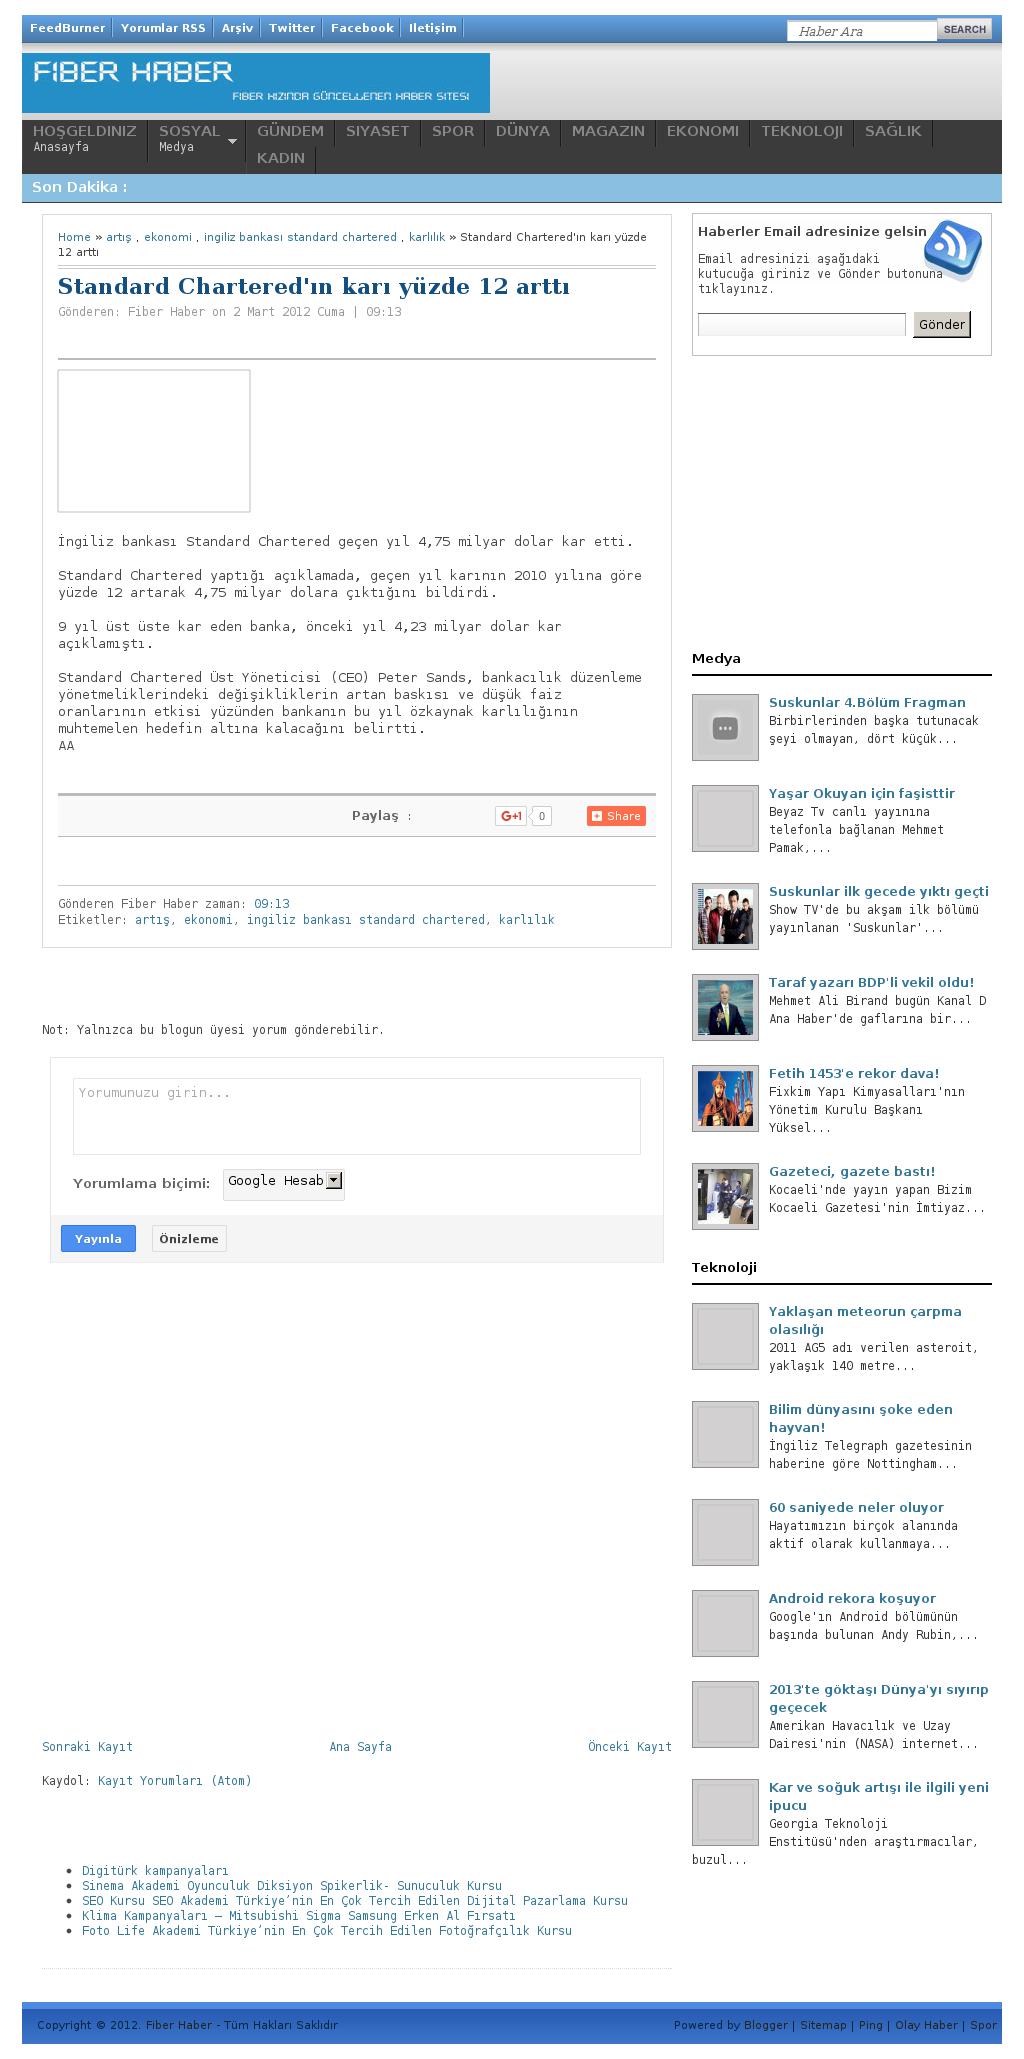 FeedBurner
Yorumlar RSS
Arşiv
Twitter
Facebook
Iletişim
Haber Ara
SEARCH
FIBER HABER
FIBER HIZINDA GÜNCELLENEN HABER SITESI
HOŞGELDINIZ
Anasayfa
SOSYAL
Medya
GÜNDEM
SIYASET
SPOR
DÜNYA
MAGAZIN
EKONOMI
TEKNOLOJI
SAĞLIK
KADIN
Son Dakika :
Home » artış , ekonomi , ingiliz bankası standard chartered , karlılık » Standard Chartered'ın karı yüzde
12 arttı
Standard Chartered'ın karı yüzde 12 arttı
Gönderen: Fiber Haber on 2 Mart 2012 Cuma | 09:13
İngiliz bankası Standard Chartered geçen yıl 4,75 milyar dolar kar etti.
Standard Chartered yaptığı açıklamada, geçen yıl karının 2010 yılına göre
yüzde 12 artarak 4,75 milyar dolara çıktığını bildirdi.
9 yıl üst üste kar eden banka, önceki yıl 4,23 milyar dolar kar
açıklamıştı.
Standard Chartered Üst Yöneticisi (CEO) Peter Sands, bankacılık düzenleme
yönetmeliklerindeki değişikliklerin artan baskısı ve düşük faiz
oranlarının etkisi yüzünden bankanın bu yıl özkaynak karlılığının
muhtemelen hedefin altına kalacağını belirtti.
AA
Paylaş :
G+1
0
Share
Gönderen Fiber Haber zaman: 09:13
Etiketler: artış, ekonomi, ingiliz bankası standard chartered, karlılık
Not: Yalnızca bu blogun üyesi yorum gönderebilir.
Yorumunuzu girin...
Yorumlama biçimi:
Google Hesab
Yayınla
Önizleme
Sonraki Kayıt
Ana Sayfa
Önceki Kayıt
Kaydol: Kayıt Yorumları (Atom)
• Digitürk kampanyaları
• Sinema Akademi Oyunculuk Diksiyon Spikerlik- Sunuculuk Kursu
• SEO Kursu SEO Akademi Türkiye’nin En Çok Tercih Edilen Dijital Pazarlama Kursu
• Klima Kampanyaları – Mitsubishi Sigma Samsung Erken Al Fırsatı
• Foto Life Akademi Türkiye’nin En Çok Tercih Edilen Fotoğrafçılık Kursu
Haberler Email adresinize gelsin
Email adresinizi aşağıdaki
kutucuğa giriniz ve Gönder butonuna
tıklayınız.
Gönder
Medya
Suskunlar 4.Bölüm Fragman
Birbirlerinden başka tutunacak
şeyi olmayan, dört küçük...
Yaşar Okuyan için faşisttir
Beyaz Tv canlı yayınına
telefonla bağlanan Mehmet
Pamak,...
Suskunlar ilk gecede yıktı geçti
Show TV'de bu akşam ilk bölümü
yayınlanan 'Suskunlar'...
Taraf yazarı BDP'li vekil oldu!
Mehmet Ali Birand bugün Kanal D
Ana Haber'de gaflarına bir...
Fetih 1453'e rekor dava!
Fixkim Yapı Kimyasalları'nın
Yönetim Kurulu Başkanı
Yüksel...
Gazeteci, gazete bastı!
Kocaeli'nde yayın yapan Bizim
Kocaeli Gazetesi'nin İmtiyaz...
Teknoloji
Yaklaşan meteorun çarpma
olasılığı
2011 AG5 adı verilen asteroit,
yaklaşık 140 metre...
Bilim dünyasını şoke eden
hayvan!
İngiliz Telegraph gazetesinin
haberine göre Nottingham...
60 saniyede neler oluyor
Hayatımızın birçok alanında
aktif olarak kullanmaya...
Android rekora koşuyor
Google'ın Android bölümünün
başında bulunan Andy Rubin,...
2013'te göktaşı Dünya'yı sıyırıp
geçecek
Amerikan Havacılık ve Uzay
Dairesi'nin (NASA) internet...
Kar ve soğuk artışı ile ilgili yeni
ipucu
Georgia Teknoloji
Enstitüsü'nden araştırmacılar,
buzul...
Copyright © 2012. Fiber Haber - Tüm Hakları Saklıdır
Powered by Blogger | Sitemap | Ping | Olay Haber | Spor